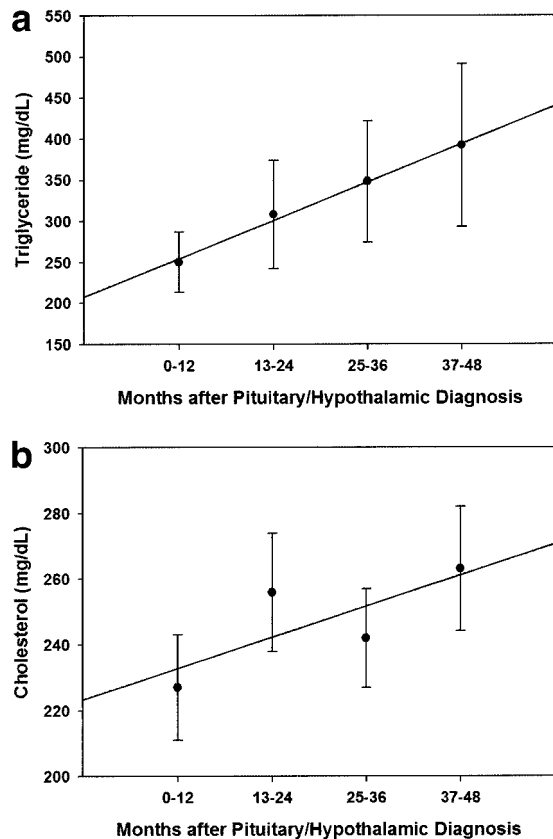 a
Triglyceride (mg/dL)
550
500
450
400
350
300
250
200
150
0-12 13-24 25-36 37-48
Months after Pituitary/Hypothalamic Diagnosis
b
Cholesterol (mg/dL)
300
280
260
240
220
200
0-12 13-24 25-36 37-48
Months after Pituitary/Hypothalamic Diagnosis